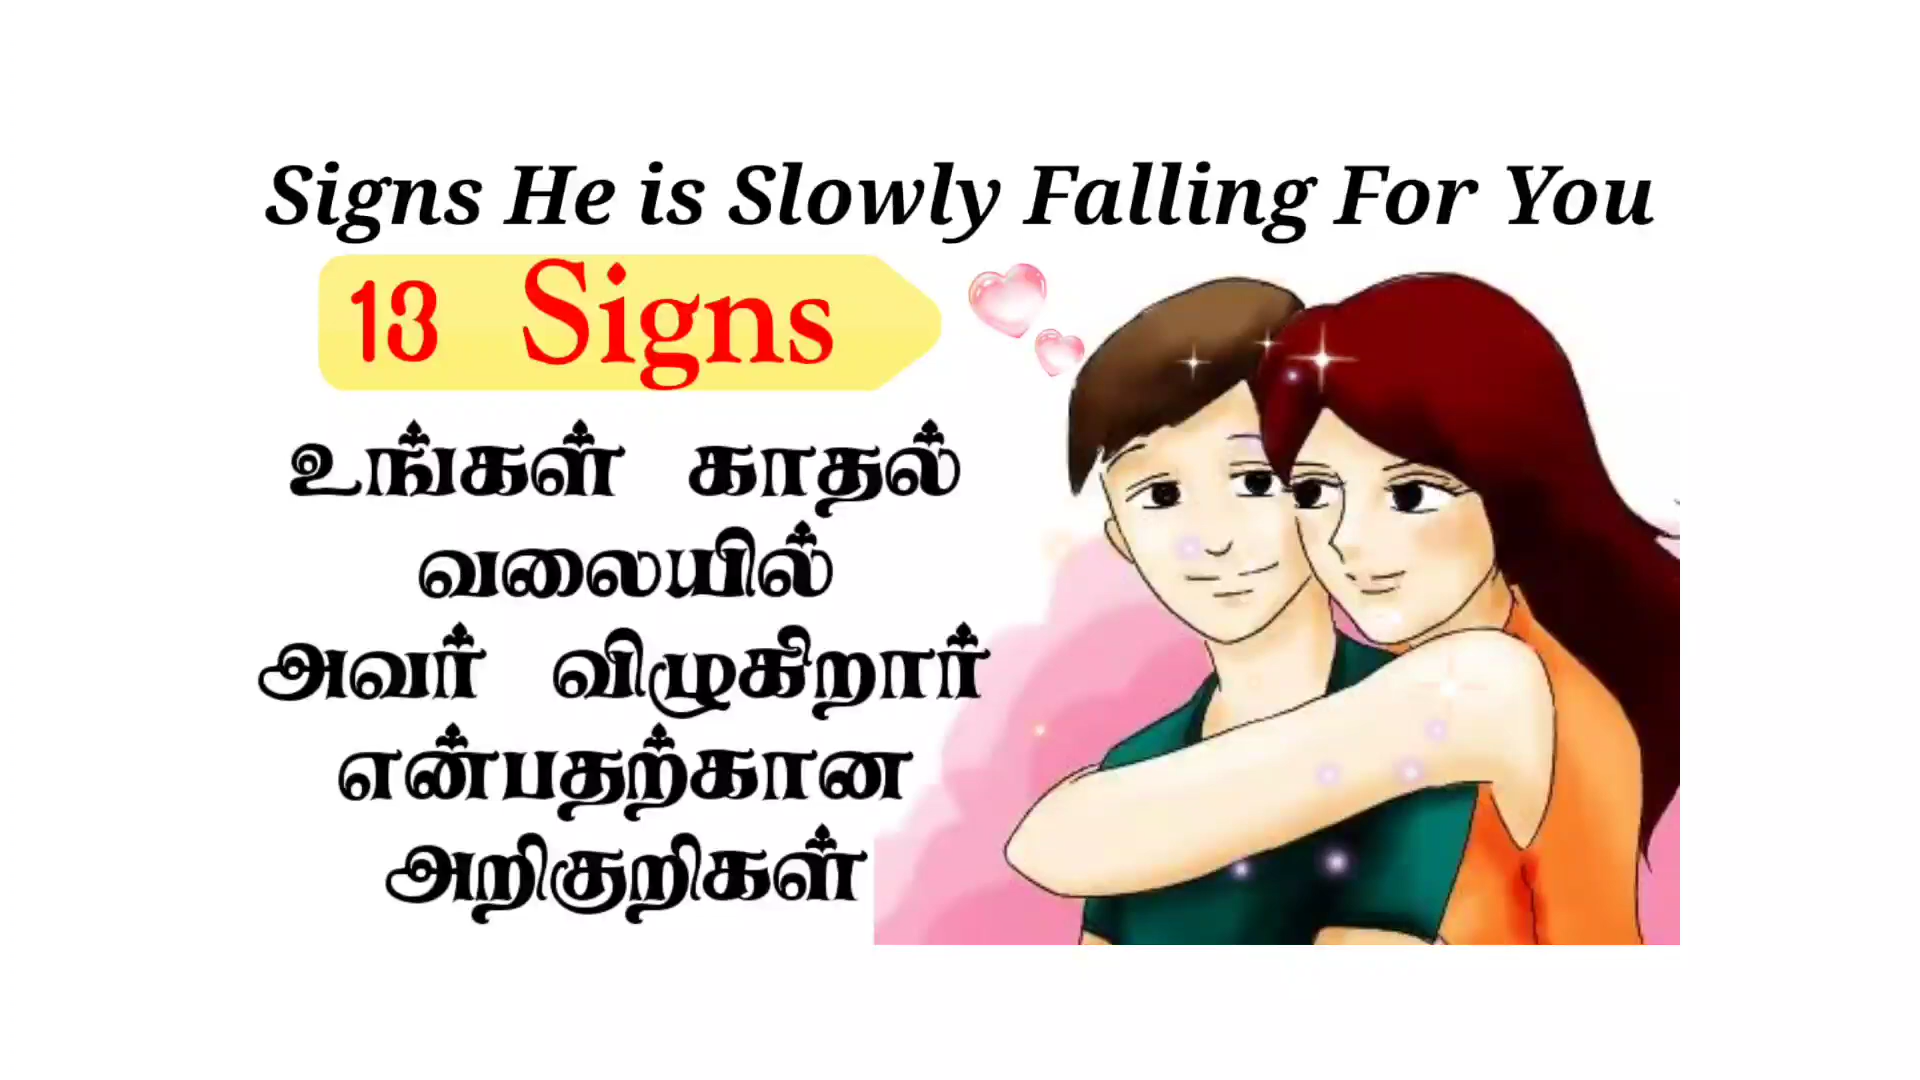 Signs He is Slowly Falling For You
13 Signs
உங்கள் காதல்
வலையில்
அவர் விழுகிறார்
என்பதற்கான
அறிகுறிகள்